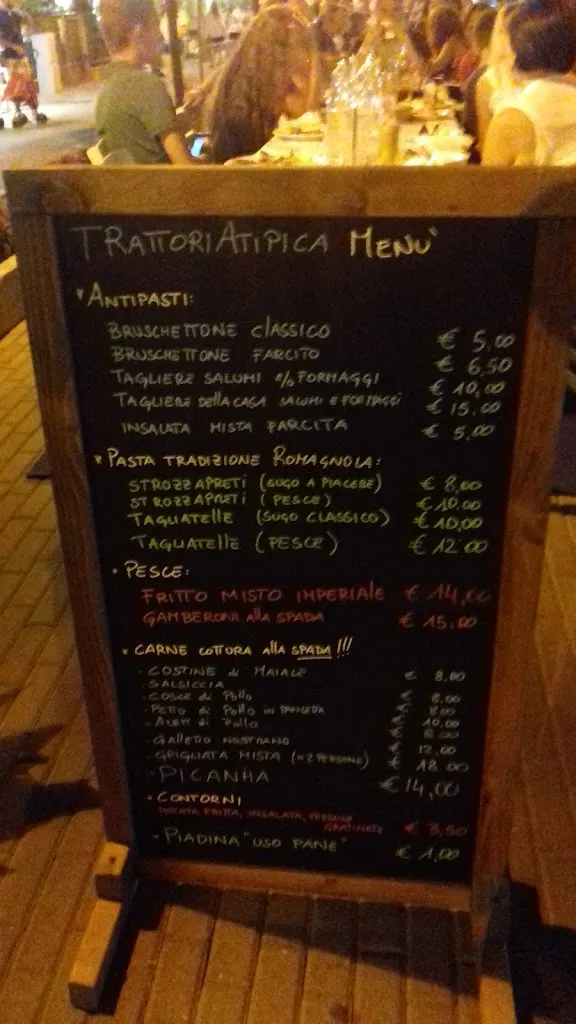 TRATTORIATIPICA MENU'
ANTIPASTI:
BRUSCHETTONE CLASSICO € 5,00
BRUSCHETTONE FARCITO € 6,50
TAGLIERE SALUMI e/o FORMAGGI € 10,00
TAGLIERE DELLA CASA SALUMI E FORMAGGI € 15,00
INSALATA MISTA FARCITA € 5,00
PASTA TRADIZIONE ROMAGNOLA:
STROZZAPRETI (SUGO A PIACERE) € 8,00
STROZZAPRETI (PESCE) € 10,00
TAGLIATELLE (SUGO CLASSICO) € 10,00
TAGLIATELLE (PESCE) € 12,00
PESCE:
FRITTO MISTO IMPERIALE € 14,00
GAMBERONI alla SPADA € 15,00
CARNE COTTURA alla SPADA!!!
- COSTINE di MAIALE € 8,00
- SALSICCIA
- COSCE di POLLO € 8,00
- PETTO di POLLO in PANCETTA € 10,00
- ALETTE di POLLO € 8,00
- GALLETTO NOSTRANO € 12,00
- GRIGLIATA MISTA (x 2 PERSONE) € 18,00
- PICANHA € 14,00
CONTORNI
PATATA FRITTA, INSALATA, VERDURE
GRATINATE € 3,50
PIADINA "USO PANE" € 1,00